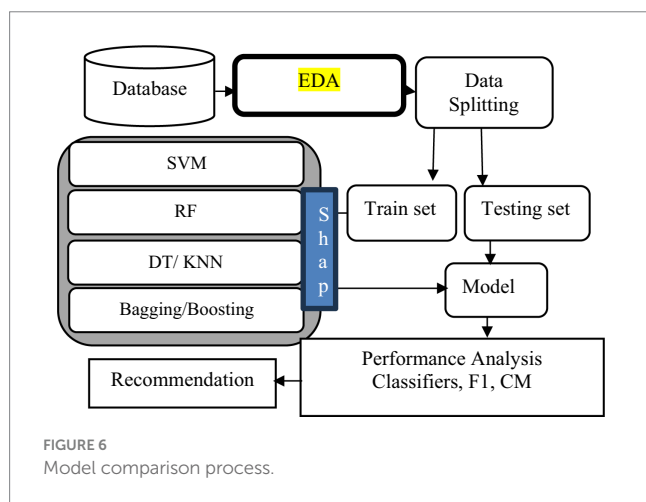 Database
EDA
Data
Splitting
SVM
RF
DT/ KNN
Bagging/Boosting
S
h
a
p
Train set
Testing set
Model
Performance Analysis
Classifiers, F1, CM
Recommendation
FIGURE 6
Model comparison process.